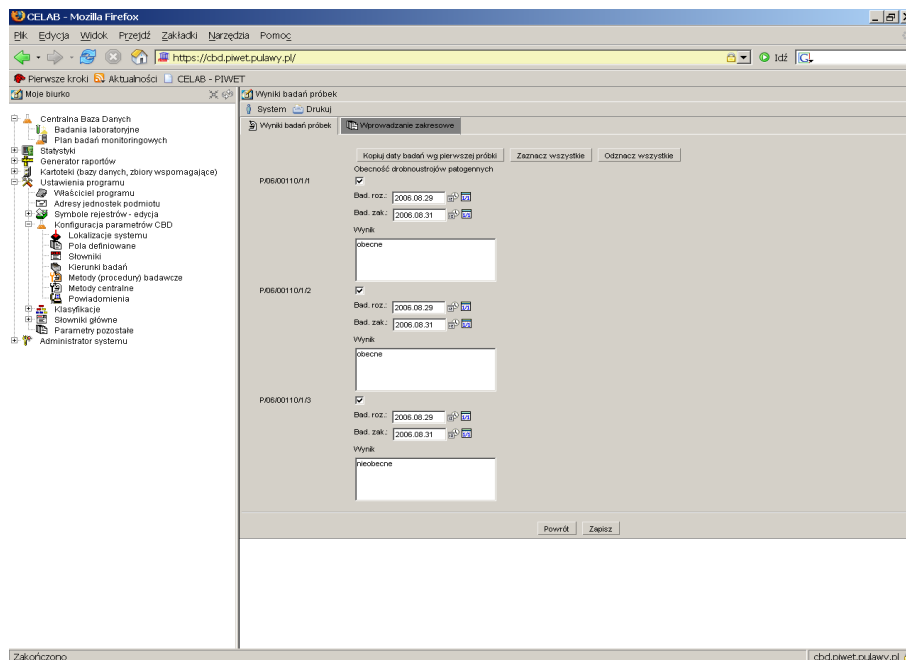 CELAB - Mozilla Firefox
Plik Edycja Widok Przejdź Zakładki Narzędzia Pomoc
https://cbd.piwet.pulawy.pl/
Idź
Pierwsze kroki Aktualności CELAB - PIWET
Moje biurko
Centralna Baza Danych
Badania laboratoryjne
Plan badań monitoringowych
Statystyki
Generator raportów
Kartoteki (bazy danych, zbiory wspomagające)
Ustawienia programu
Właściciel programu
Adresy jednostek podmiotu
Symbole rejestrów - edycja
Konfiguracja parametrów CBD
Lokalizacje systemu
Pola definiowane
Słowniki
Kierunki badań
Metody (procedury) badawcze
Metody centralne
Powiadomienia
Klasyfikacje
Słowniki główne
Parametry pozostałe
Administrator systemu
Wyniki badań próbek
System Drukuj
Wyniki badań próbek Wprowadzanie zakresowe
Kopiuj daty badań wg pierwszej próbki Zaznacz wszystkie Odznacz wszystkie
Obecność drobnoustrojów patogennych
P/06/00110/1/1
Bad. roz.: 2006.08.29
Bad. zak.: 2006.08.31
Wynik
obecne
P/06/00110/1/2
Bad. roz.: 2006.08.29
Bad. zak.: 2006.08.31
Wynik
obecne
P/06/00110/1/3
Bad. roz.: 2006.08.29
Bad. zak.: 2006.08.31
Wynik
nieobecne
Powrót Zapisz
Zakończono cbd.piwet.pulawy.pl